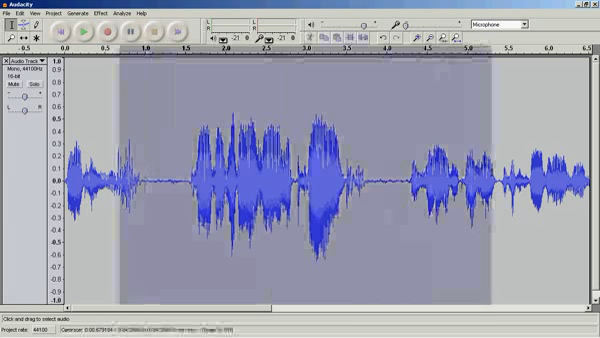 Audacity
File Edit View Project Generate Effect Analyze Help
L
R
-21 0
L
R
-21 0
Microphone
-0.5 0.0 1.0 1.5 2.0 2.5 3.0 3.5 4.0 4.5 5.0 5.5 6.0 6.5
Audio Track
Mono, 44100Hz
16-bit
Mute Solo
- +
L R
1.0
0.9
0.8
0.7
0.6
0.5
0.4
0.3
0.2
0.1
0.0
-0.1
-0.2
-0.3
-0.4
-0.5
-0.6
-0.7
-0.8
-0.9
-1.0
Click and drag to select audio
Project rate: 44100